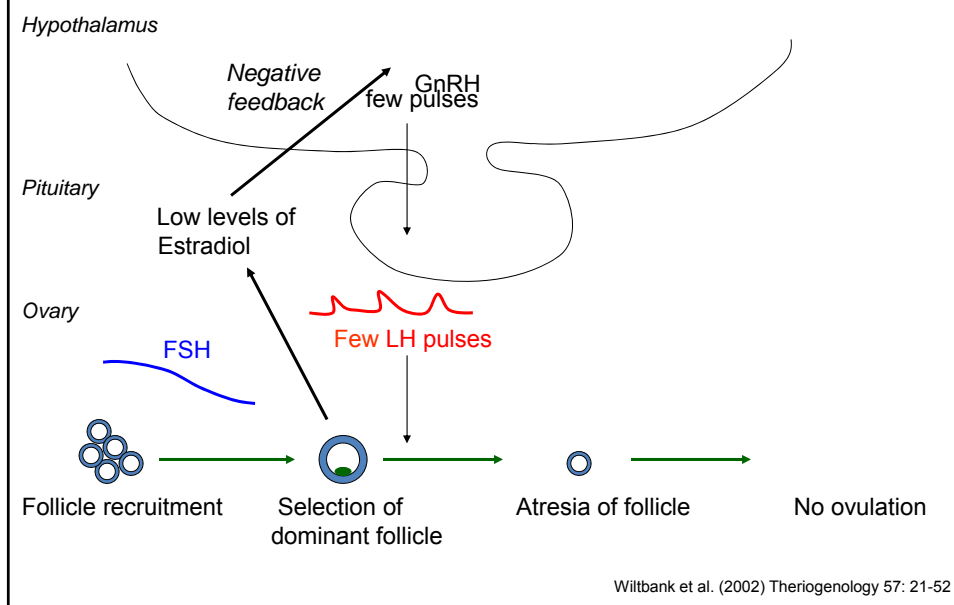 Hypothalamus
Negative
feedback
GnRH
few pulses
Pituitary
Low levels of
Estradiol
Ovary
Few LH pulses
FSH
Follicle recruitment
Selection of
dominant follicle
Atresia of follicle
No ovulation
Wiltbank et al. (2002) Theriogenology 57: 21-52